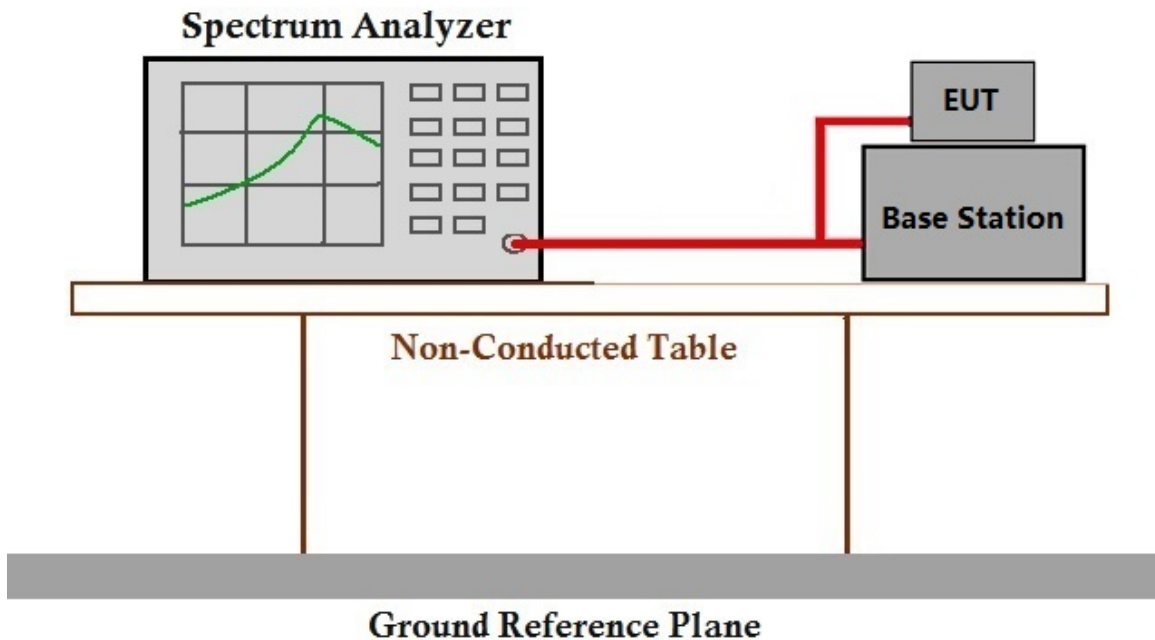 Spectrum Analyzer
EUT
Base Station
Non-Conducted Table
Ground Reference Plane